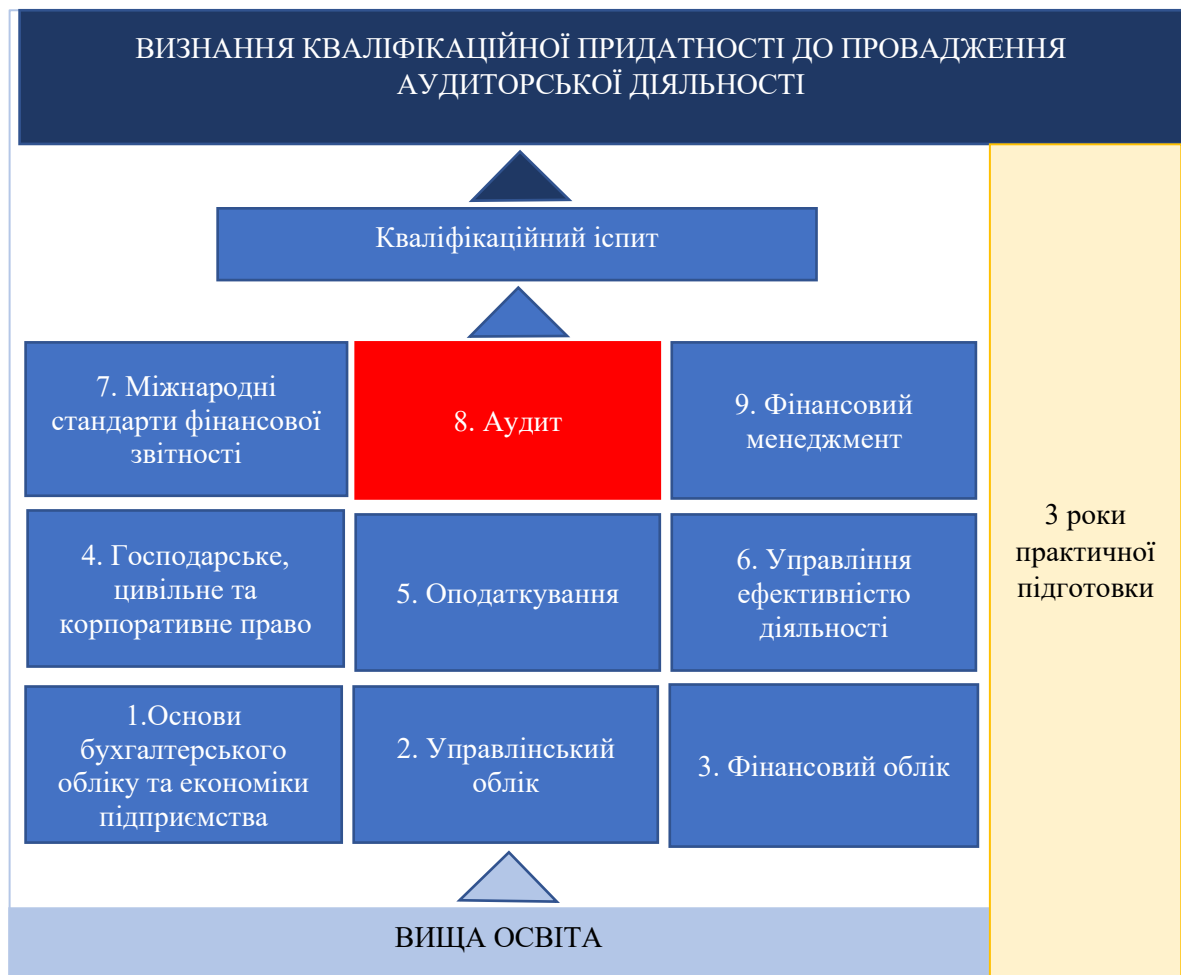 ВИЗНАННЯ КВАЛІФІКАЦІЙНОЇ ПРИДАТНОСТІ ДО ПРОВАДЖЕННЯ
АУДИТОРСЬКОЇ ДІЯЛЬНОСТІ
Кваліфікаційний іспит
7. Міжнародні
стандарти фінансової
звітності
8. Аудит
9. Фінансовий
менеджмент
4. Господарське,
цивільне та
корпоративне право
5. Оподаткування
6. Управління
ефективністю
діяльності
1.Основи
бухгалтерського
обліку та економіки
підприємства
2. Управлінський
облік
3. Фінансовий облік
3 роки
практичної
підготовки
ВИЩА ОСВІТА